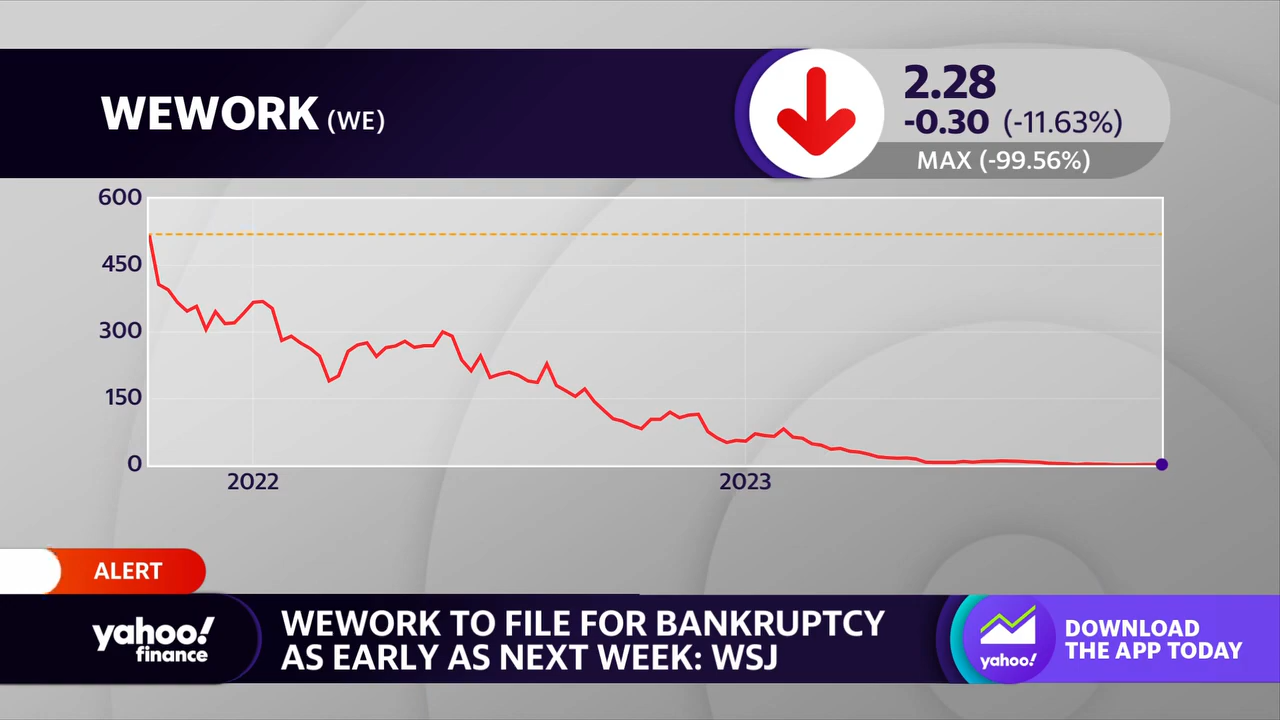 WEWORK (WE)
2.28
-0.30 (-11.63%)
MAX (-99.56%)
600
450
300
150
0
2022
2023
ALERT
yahoo!
finance
WEWORK TO FILE FOR BANKRUPTCY
AS EARLY AS NEXT WEEK: WSJ
yahoo!
DOWNLOAD
THE APP TODAY